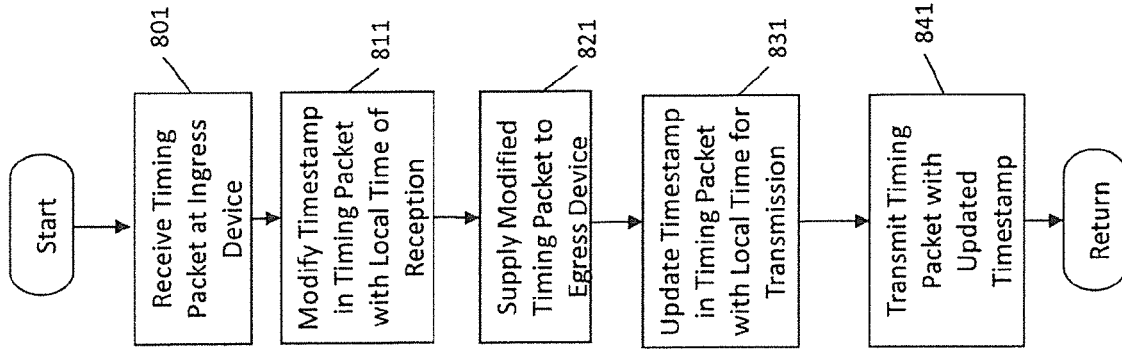 Start
801
Receive Timing
Packet at Ingress
Device
811
Modify Timestamp
in Timing Packet
with Local Time of
Reception
821
Supply Modified
Timing Packet to
Egress Device
831
Update Timestamp
in Timing Packet
with Local Time for
Transmission
841
Transmit Timing
Packet with
Updated
Timestamp
Return